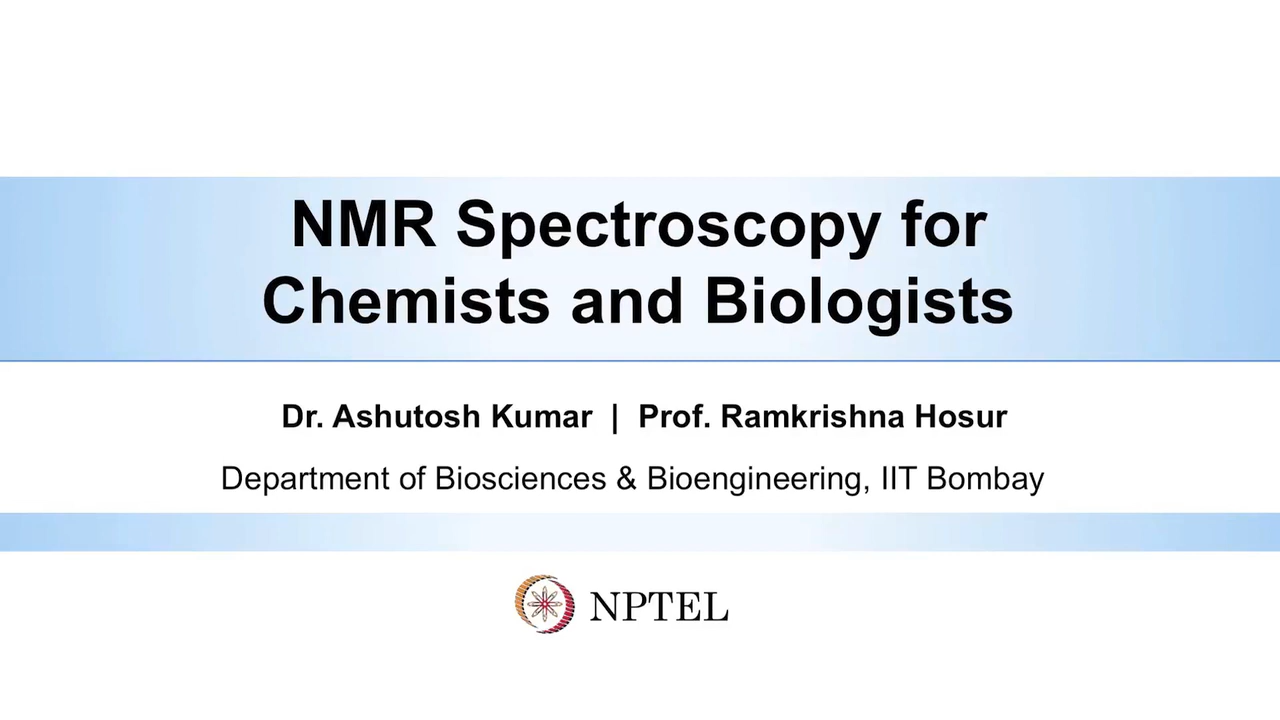 NMR Spectroscopy for
Chemists and Biologists
Dr. Ashutosh Kumar | Prof. Ramkrishna Hosur
Department of Biosciences & Bioengineering, IIT Bombay
NPTEL